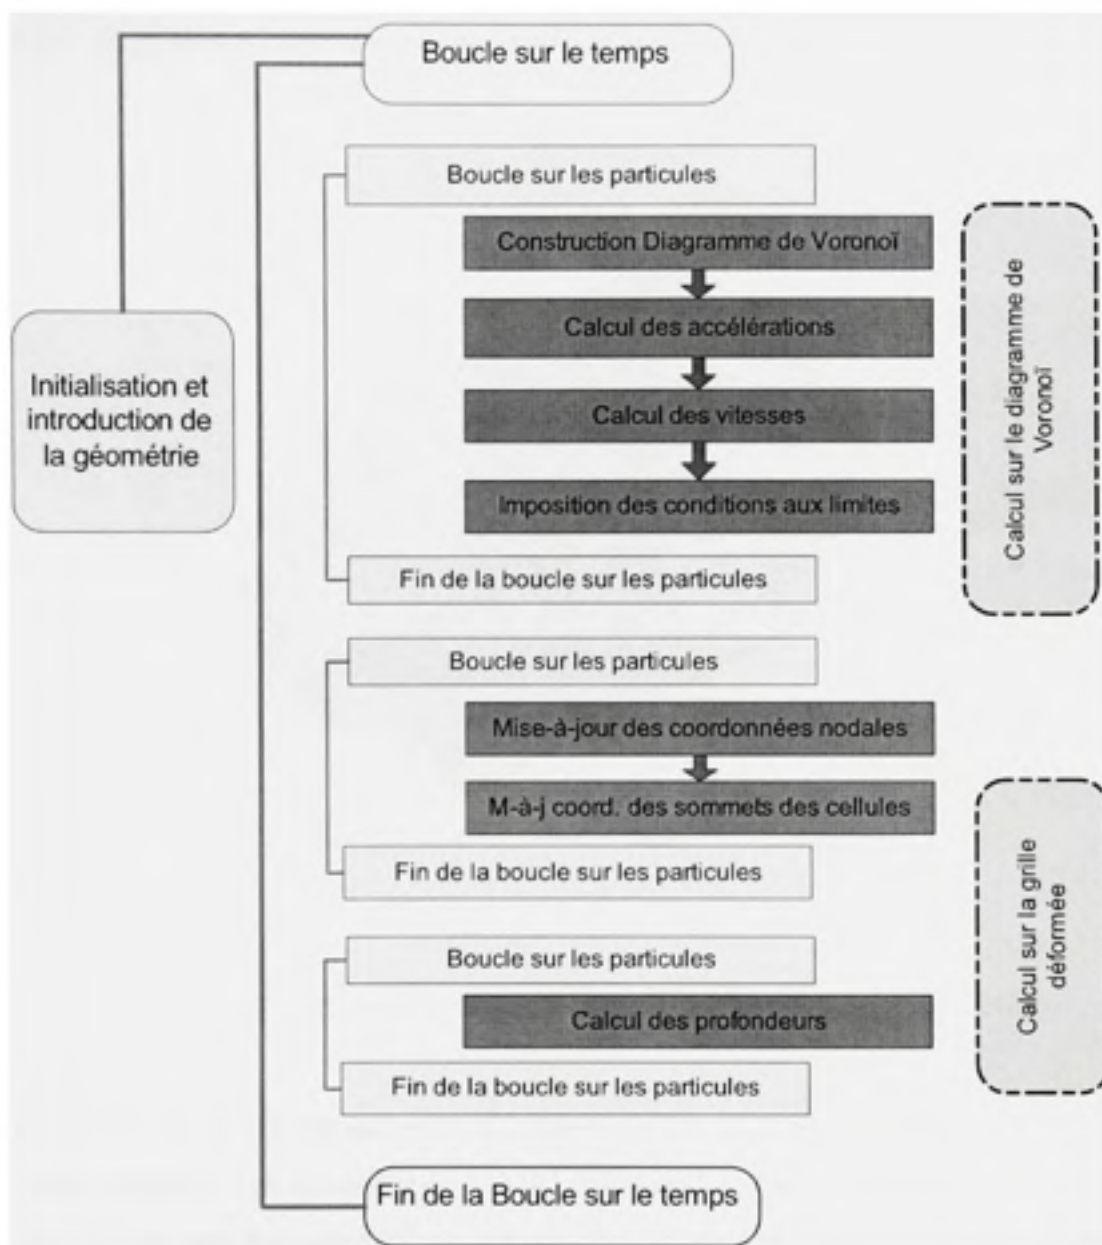 Boucle sur le temps
Boucle sur les particules
Construction Diagramme de Voronoï
Calcul des accélérations
Calcul des vitesses
Imposition des conditions aux limites
Fin de la boucle sur les particules
Calcul sur le diagramme de
Voronoï
Initialisation et
introduction de
la géométrie
Boucle sur les particules
Mise-à-jour des coordonnées nodales
M-à-j coord. des sommets des cellules
Fin de la boucle sur les particules
Boucle sur les particules
Calcul des profondeurs
Fin de la boucle sur les particules
Calcul sur la grille
déformée
Fin de la Boucle sur le temps